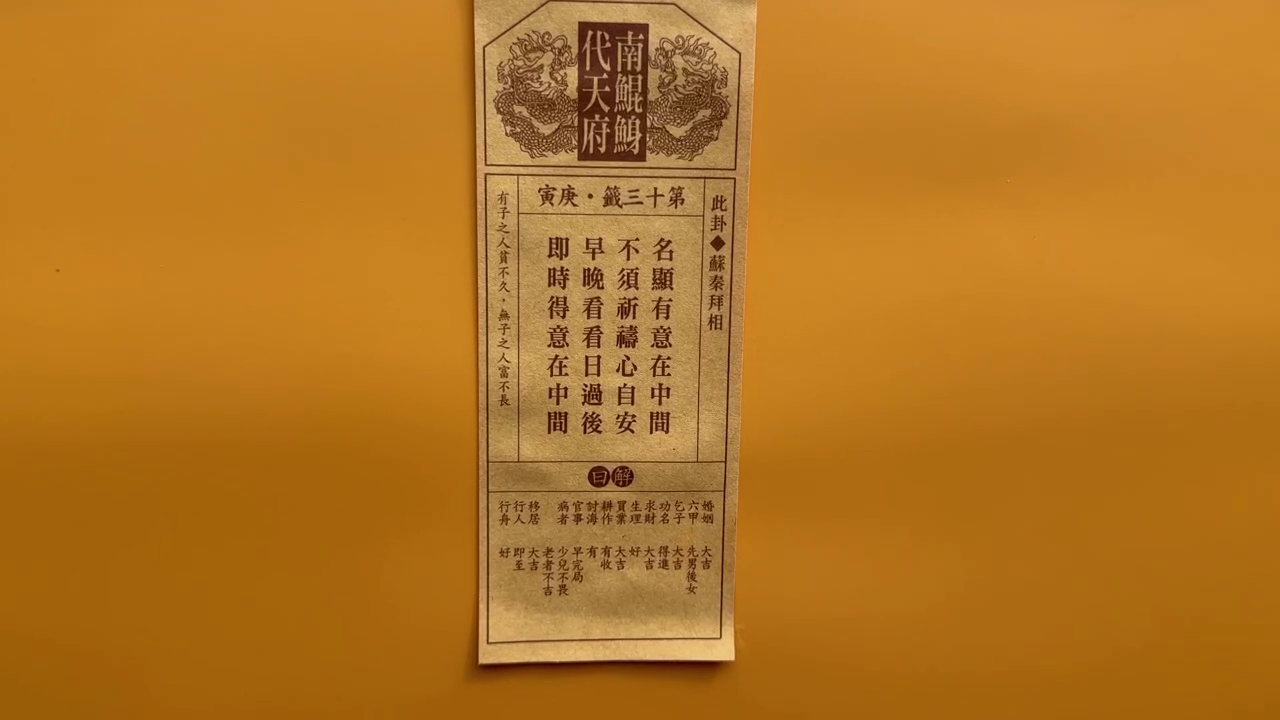 南鯤鯓
代天府
第十三籤・庚寅
此卦◆蘇秦拜相
名顯有意在中間
不須祈禱心自安
早晚看看日過後
即時得意在中間
有子之人貧不久，無子之人富不長
解曰
婚姻 大吉
六甲 先男後女
乞子 大吉
功名 得進
求財 大吉
生理 好
買業 大吉
耕作 有收
討海 有
官事 早完局
病者 少兒不畏
老者不吉
移居 大吉
行人 即至
行舟 好